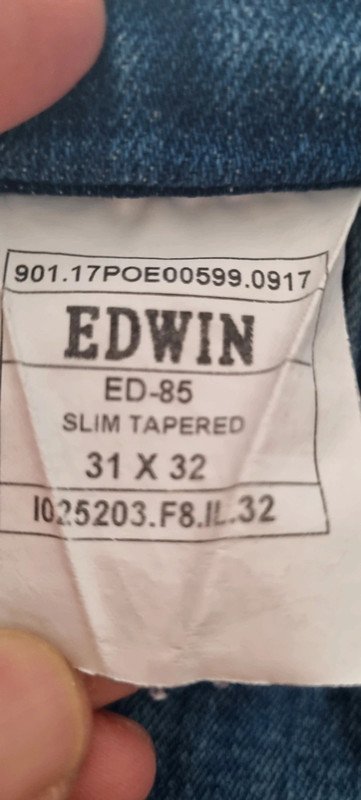 901.17POE00599.0917
EDWIN
ED-85
SLIM TAPERED
31 X 32
I025203.F8.IL.32